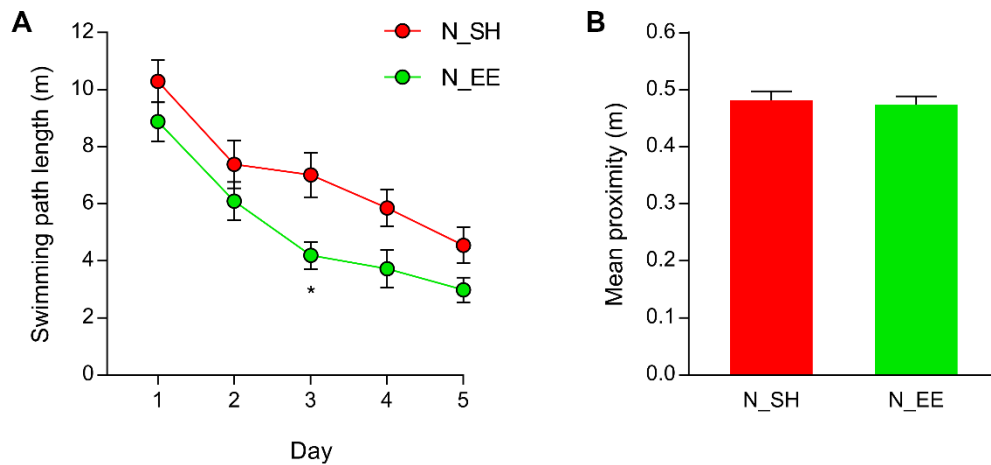 A
Swimming path length (m)
12
10
8
6
4
2
0
N_SH
N_EE
*
1 2 3 4 5
Day
B
Mean proximity (m)
0.6
0.5
0.4
0.3
0.2
0.1
0.0
N_SH N_EE